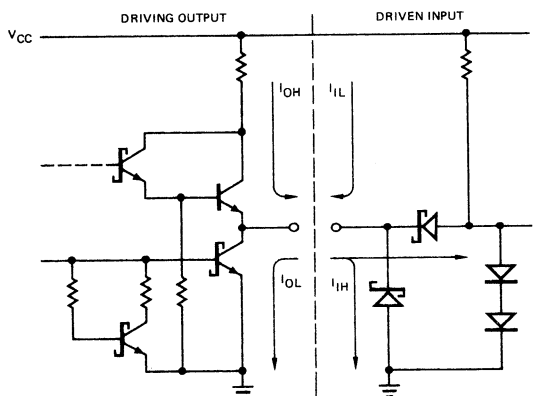 DRIVING OUTPUT
DRIVEN INPUT
VCC
IOH
IIL
IOL
IIH